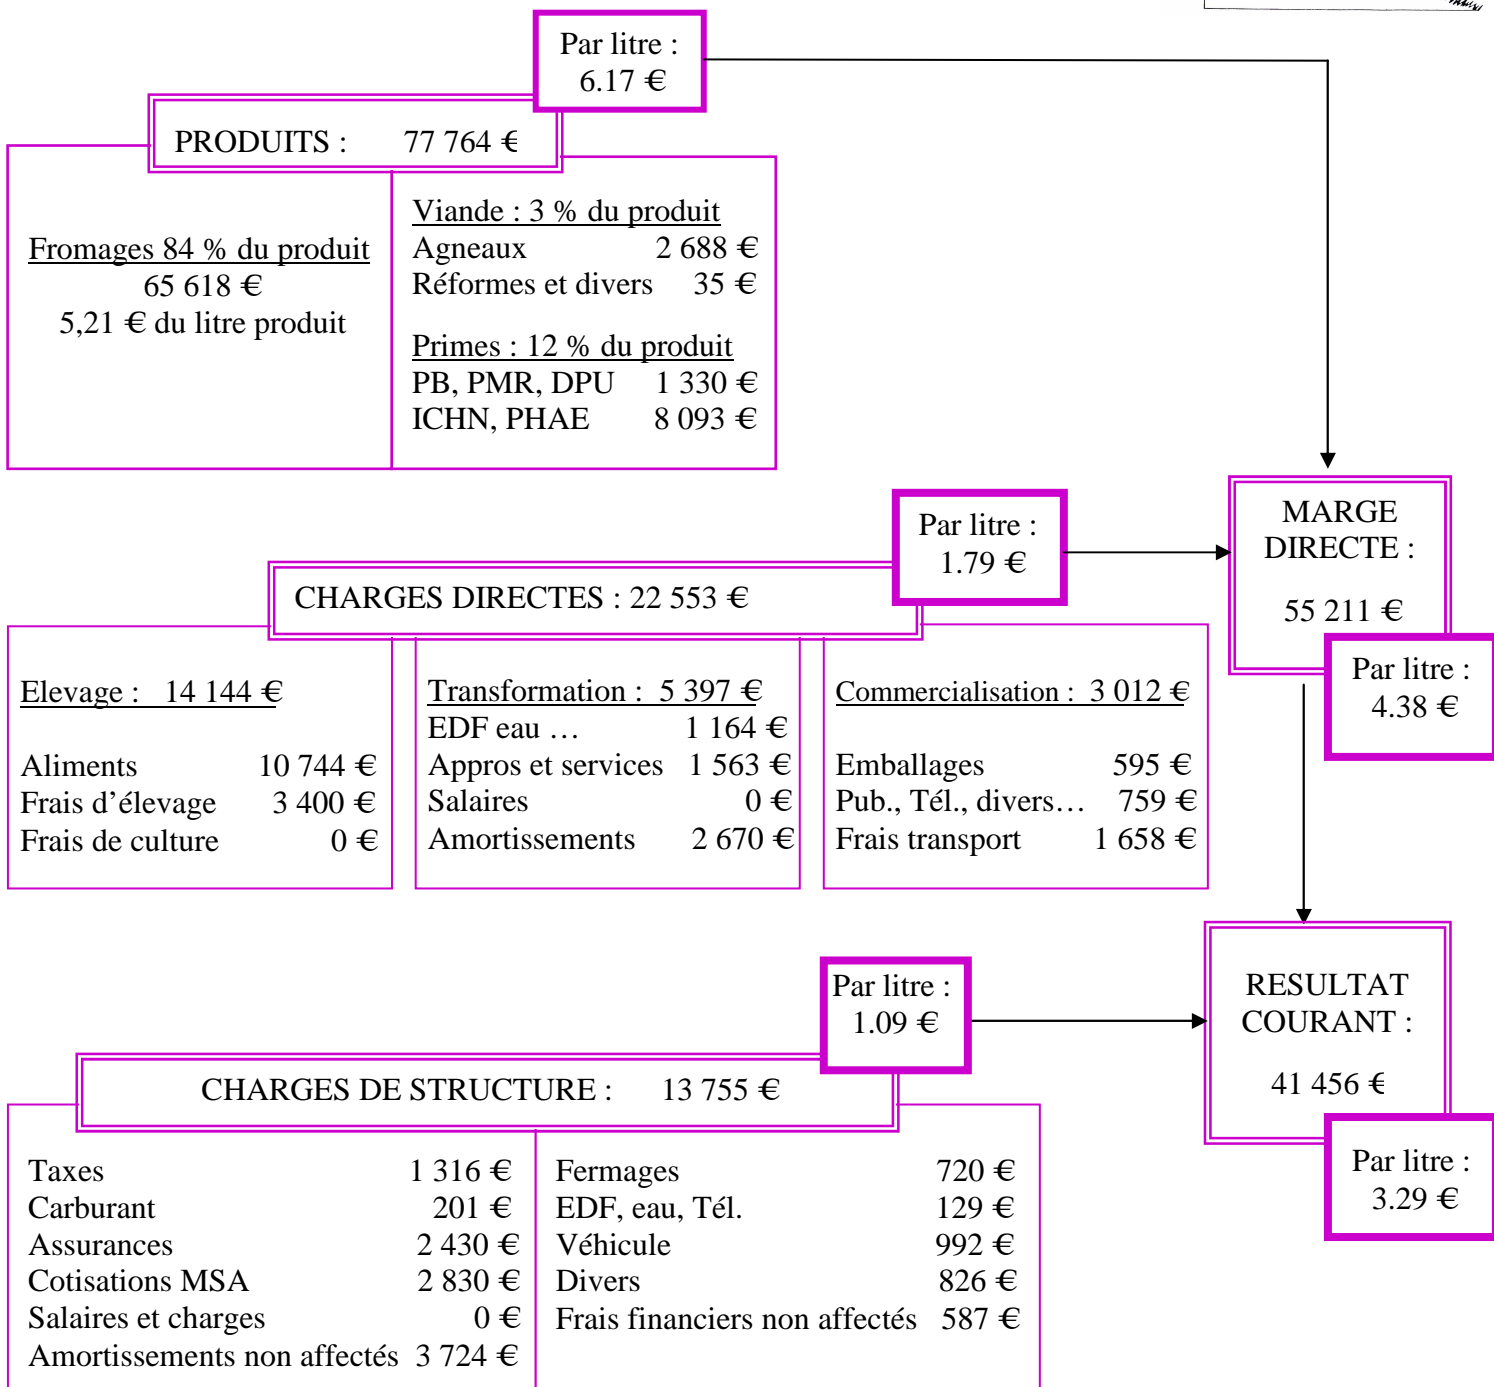 Par litre :
6.17 €
PRODUITS : 77 764 €
Fromages 84 % du produit
65 618 €
5,21 € du litre produit
Viande : 3 % du produit
Agneaux 2 688 €
Réformes et divers 35 €
Primes : 12 % du produit
PB, PMR, DPU 1 330 €
ICHN, PHAE 8 093 €
MARGE
DIRECTE :
55 211 €
Par litre :
4.38 €
Par litre :
1.79 €
CHARGES DIRECTES : 22 553 €
Elevage : 14 144 €
Aliments 10 744 €
Frais d’élevage 3 400 €
Frais de culture 0 €
Transformation : 5 397 €
EDF eau … 1 164 €
Appros et services 1 563 €
Salaires 0 €
Amortissements 2 670 €
Commercialisation : 3 012 €
Emballages 595 €
Pub., Tél., divers… 759 €
Frais transport 1 658 €
Par litre :
1.09 €
RESULTAT
COURANT :
41 456 €
Par litre :
3.29 €
CHARGES DE STRUCTURE : 13 755 €
Taxes 1 316 €
Carburant 201 €
Assurances 2 430 €
Cotisations MSA 2 830 €
Salaires et charges 0 €
Amortissements non affectés 3 724 €
Fermages 720 €
EDF, eau, Tél. 129 €
Véhicule 992 €
Divers 826 €
Frais financiers non affectés 587 €